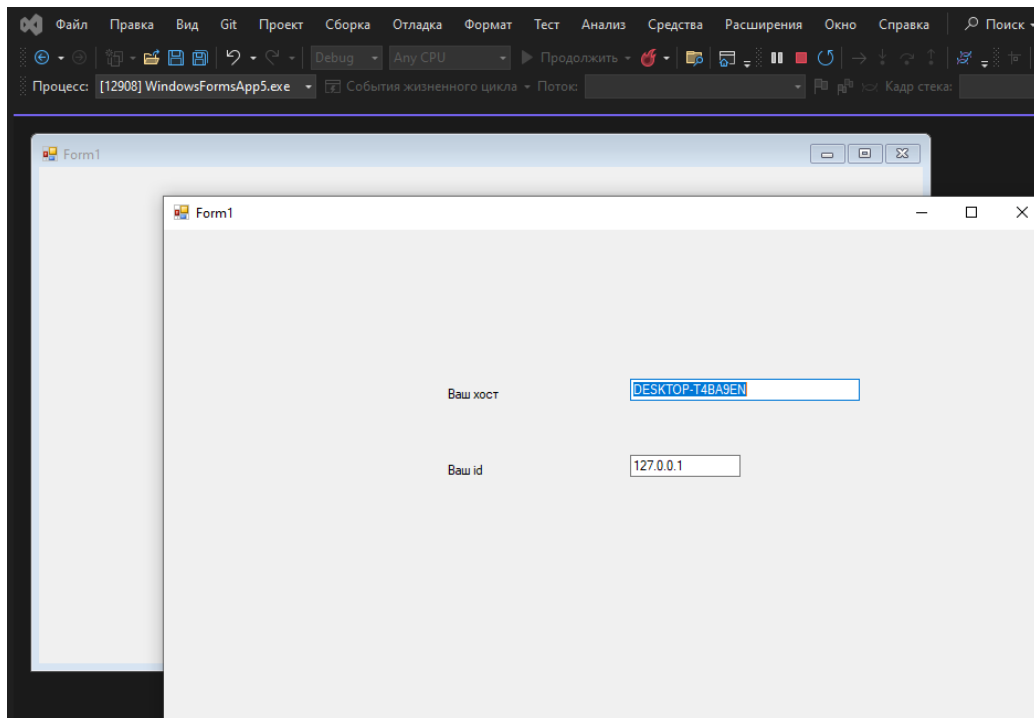 Файл Правка Вид Git Проект Сборка Отладка Формат Тест Анализ Средства Расширения Окно Справка Поиск
Debug Any CPU Продолжить
Процесс: [12908] WindowsFormsApp5.exe События жизненного цикла Поток: Кадр стека:
Form1
Form1
Ваш хост DESKTOP-T4BA9EN
Ваш id 127.0.0.1